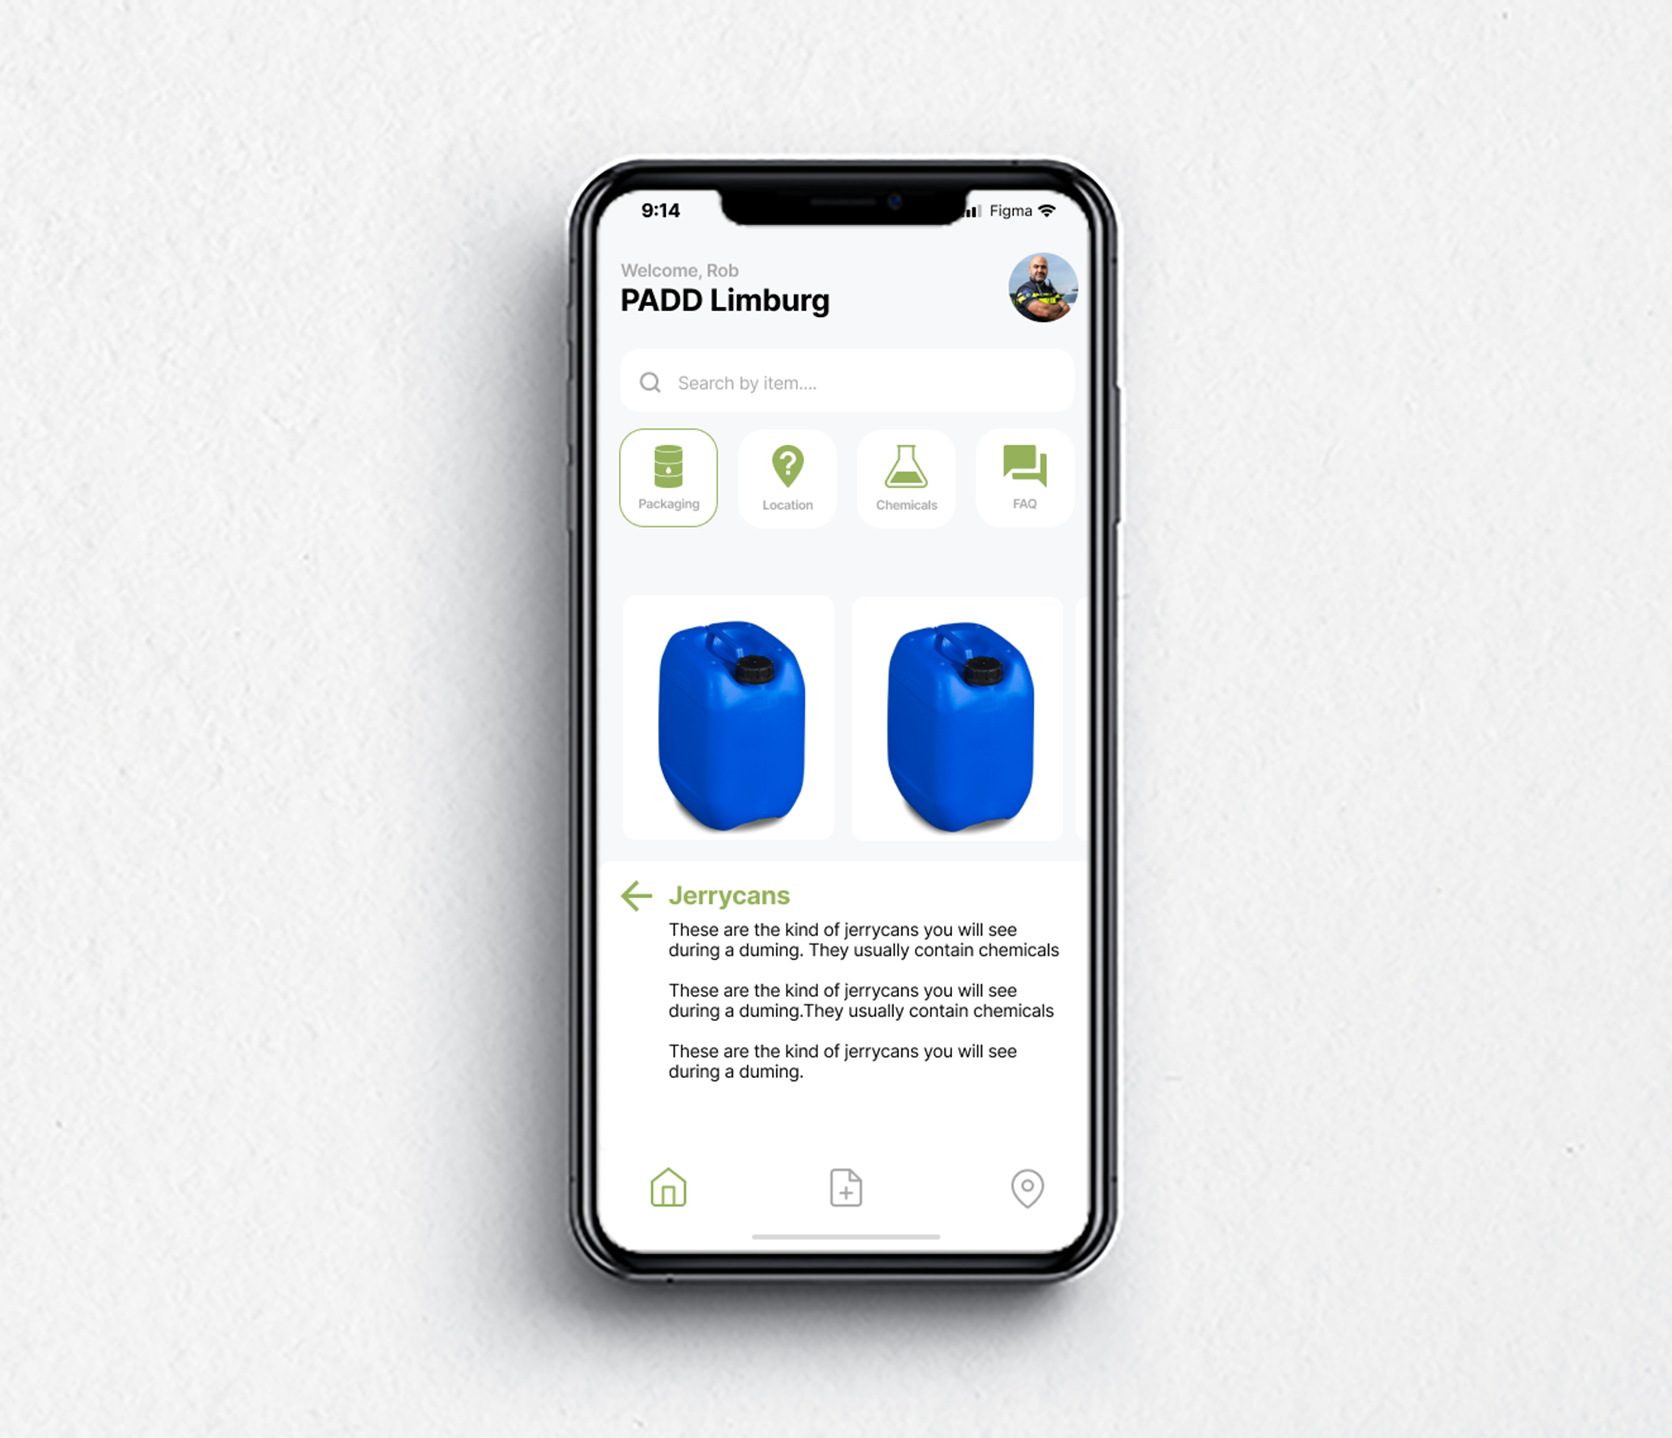 9:14
Figma
Welcome, Rob
PADD Limburg
Search by item....
Packaging
Location
Chemicals
FAQ
Jerrycans
These are the kind of jerrycans you will see
during a duming. They usually contain chemicals
These are the kind of jerrycans you will see
during a duming.They usually contain chemicals
These are the kind of jerrycans you will see
during a duming.